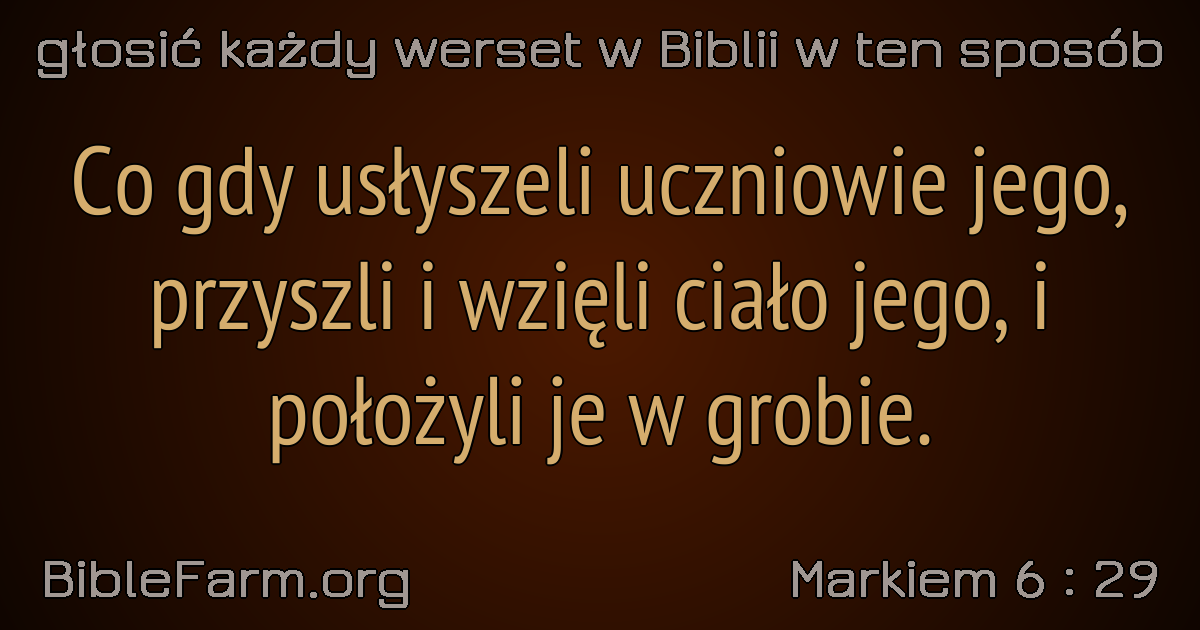 głosić każdy werset w Biblii w ten sposób
Co gdy usłyszeli uczniowie jego,
przyszli i wzięli ciało jego, i
położyli je w grobie.
BibleFarm.org
Markiem 6 : 29